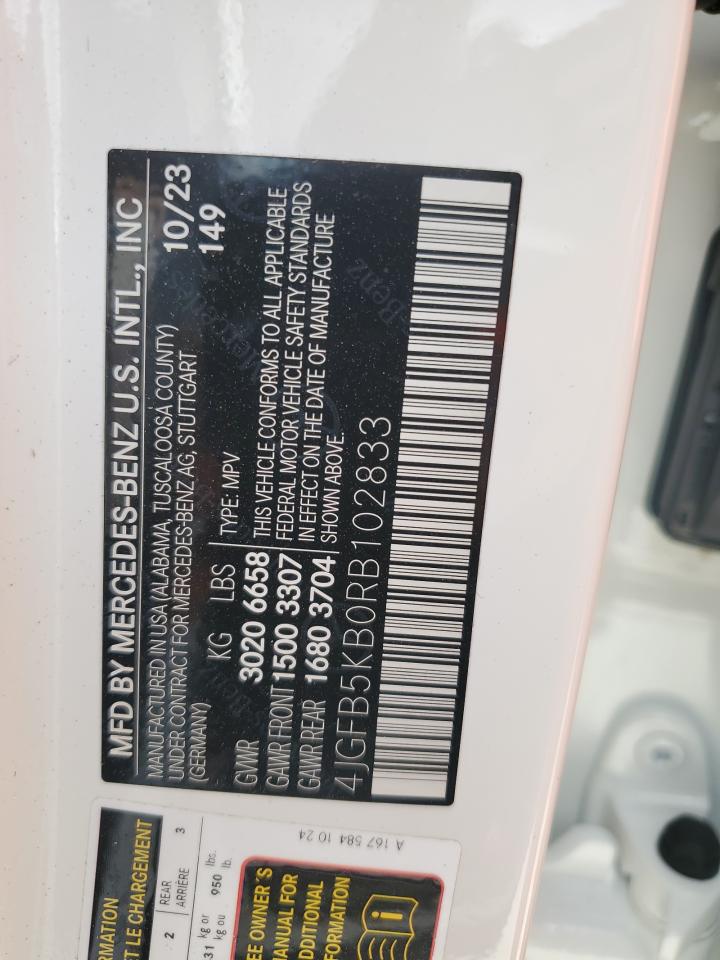 MFD BY MERCEDES-BENZ U.S. INTL., INC
MANUFACTURED IN USA (ALABAMA, TUSCALOOSA COUNTY)
UNDER CONTRACT FOR MERCEDES-BENZ AG, STUTTGART
(GERMANY)
10/23
149
KG LBS
GVWR 3020 6658
GAWR FRONT 1500 3307
GAWR REAR 1680 3704
TYPE: MPV
THIS VEHICLE CONFORMS TO ALL APPLICABLE
FEDERAL MOTOR VEHICLE SAFETY STANDARDS
IN EFFECT ON THE DATE OF MANUFACTURE
SHOWN ABOVE.
4JGFB5KB0RB102833
RMATION
ET LE CHARGEMENT
2 REAR
ARRIÈRE 3
31 kg or
kg ou 950 lbs.
lb.
EE OWNER'S
ANUAL FOR
DDITIONAL
FORMATION
A 167 584 10 24